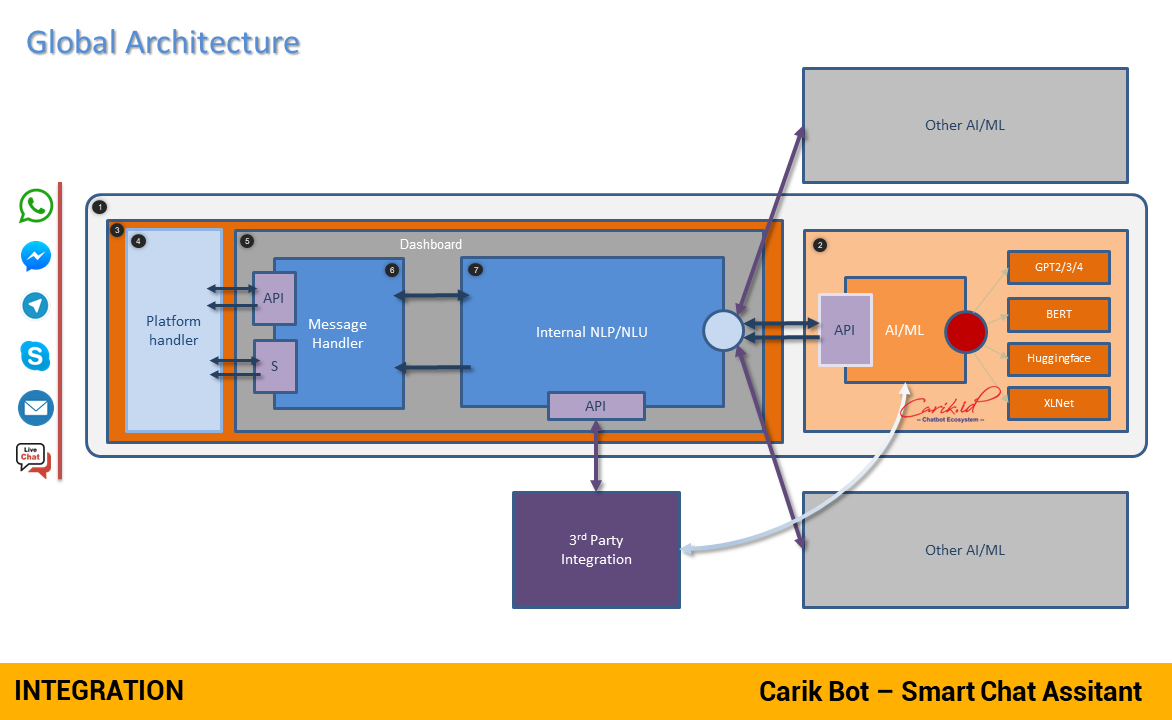 Global Architecture
Other AI/ML
1
3
4
5
Dashboard
2
6
7
GPT2/3/4
API
Platform
handler
Message
Handler
Internal NLP/NLU
API
AI/ML
BERT
Huggingface
S
XLNet
API
Carik.Id
– Chatbot Ecosystem –
Live
Chat
3rd Party
Integration
Other AI/ML
INTEGRATION
Carik Bot – Smart Chat Assitant